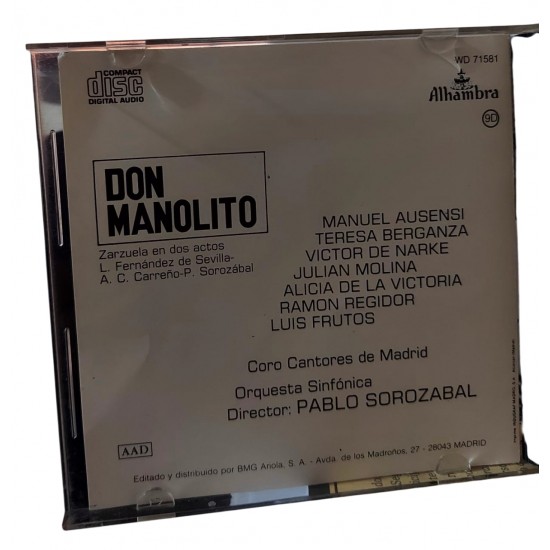 COMPACT
disc
DIGITAL AUDIO
WD 71581
Alhambra
9D
DON
MANOLITO
Zarzuela en dos actos
L. Fernández de Sevilla-
A. C. Carreño-P. Sorozábal
MANUEL AUSENSI
TERESA BERGANZA
VICTOR DE NARKE
JULIAN MOLINA
ALICIA DE LA VICTORIA
RAMON REGIDOR
LUIS FRUTOS
Coro Cantores de Madrid
Orquesta Sinfónica
Director: PABLO SOROZABAL
AAD
Editado y distribuido por BMG Ariola, S. A. - Avda. de los Madroños, 27 - 28043 MADRID